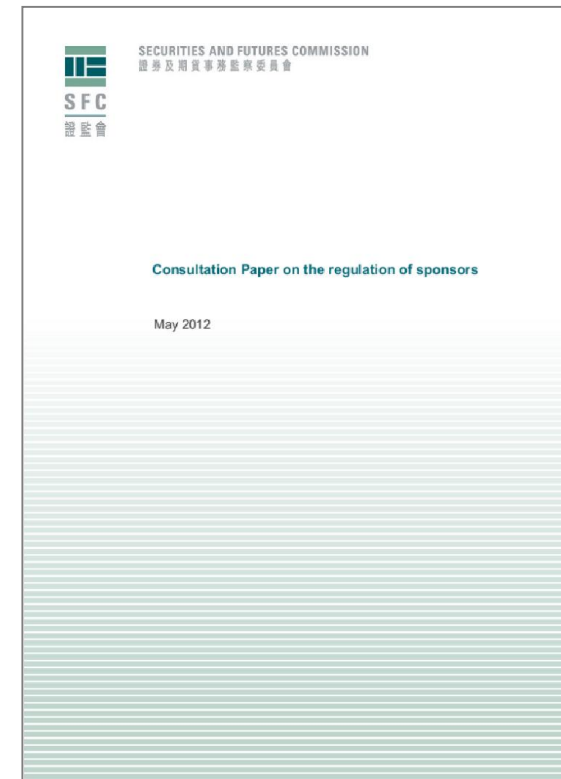 SECURITIES AND FUTURES COMMISSION
證券及期貨事務監察委員會
SFC
證監會
Consultation Paper on the regulation of sponsors
May 2012